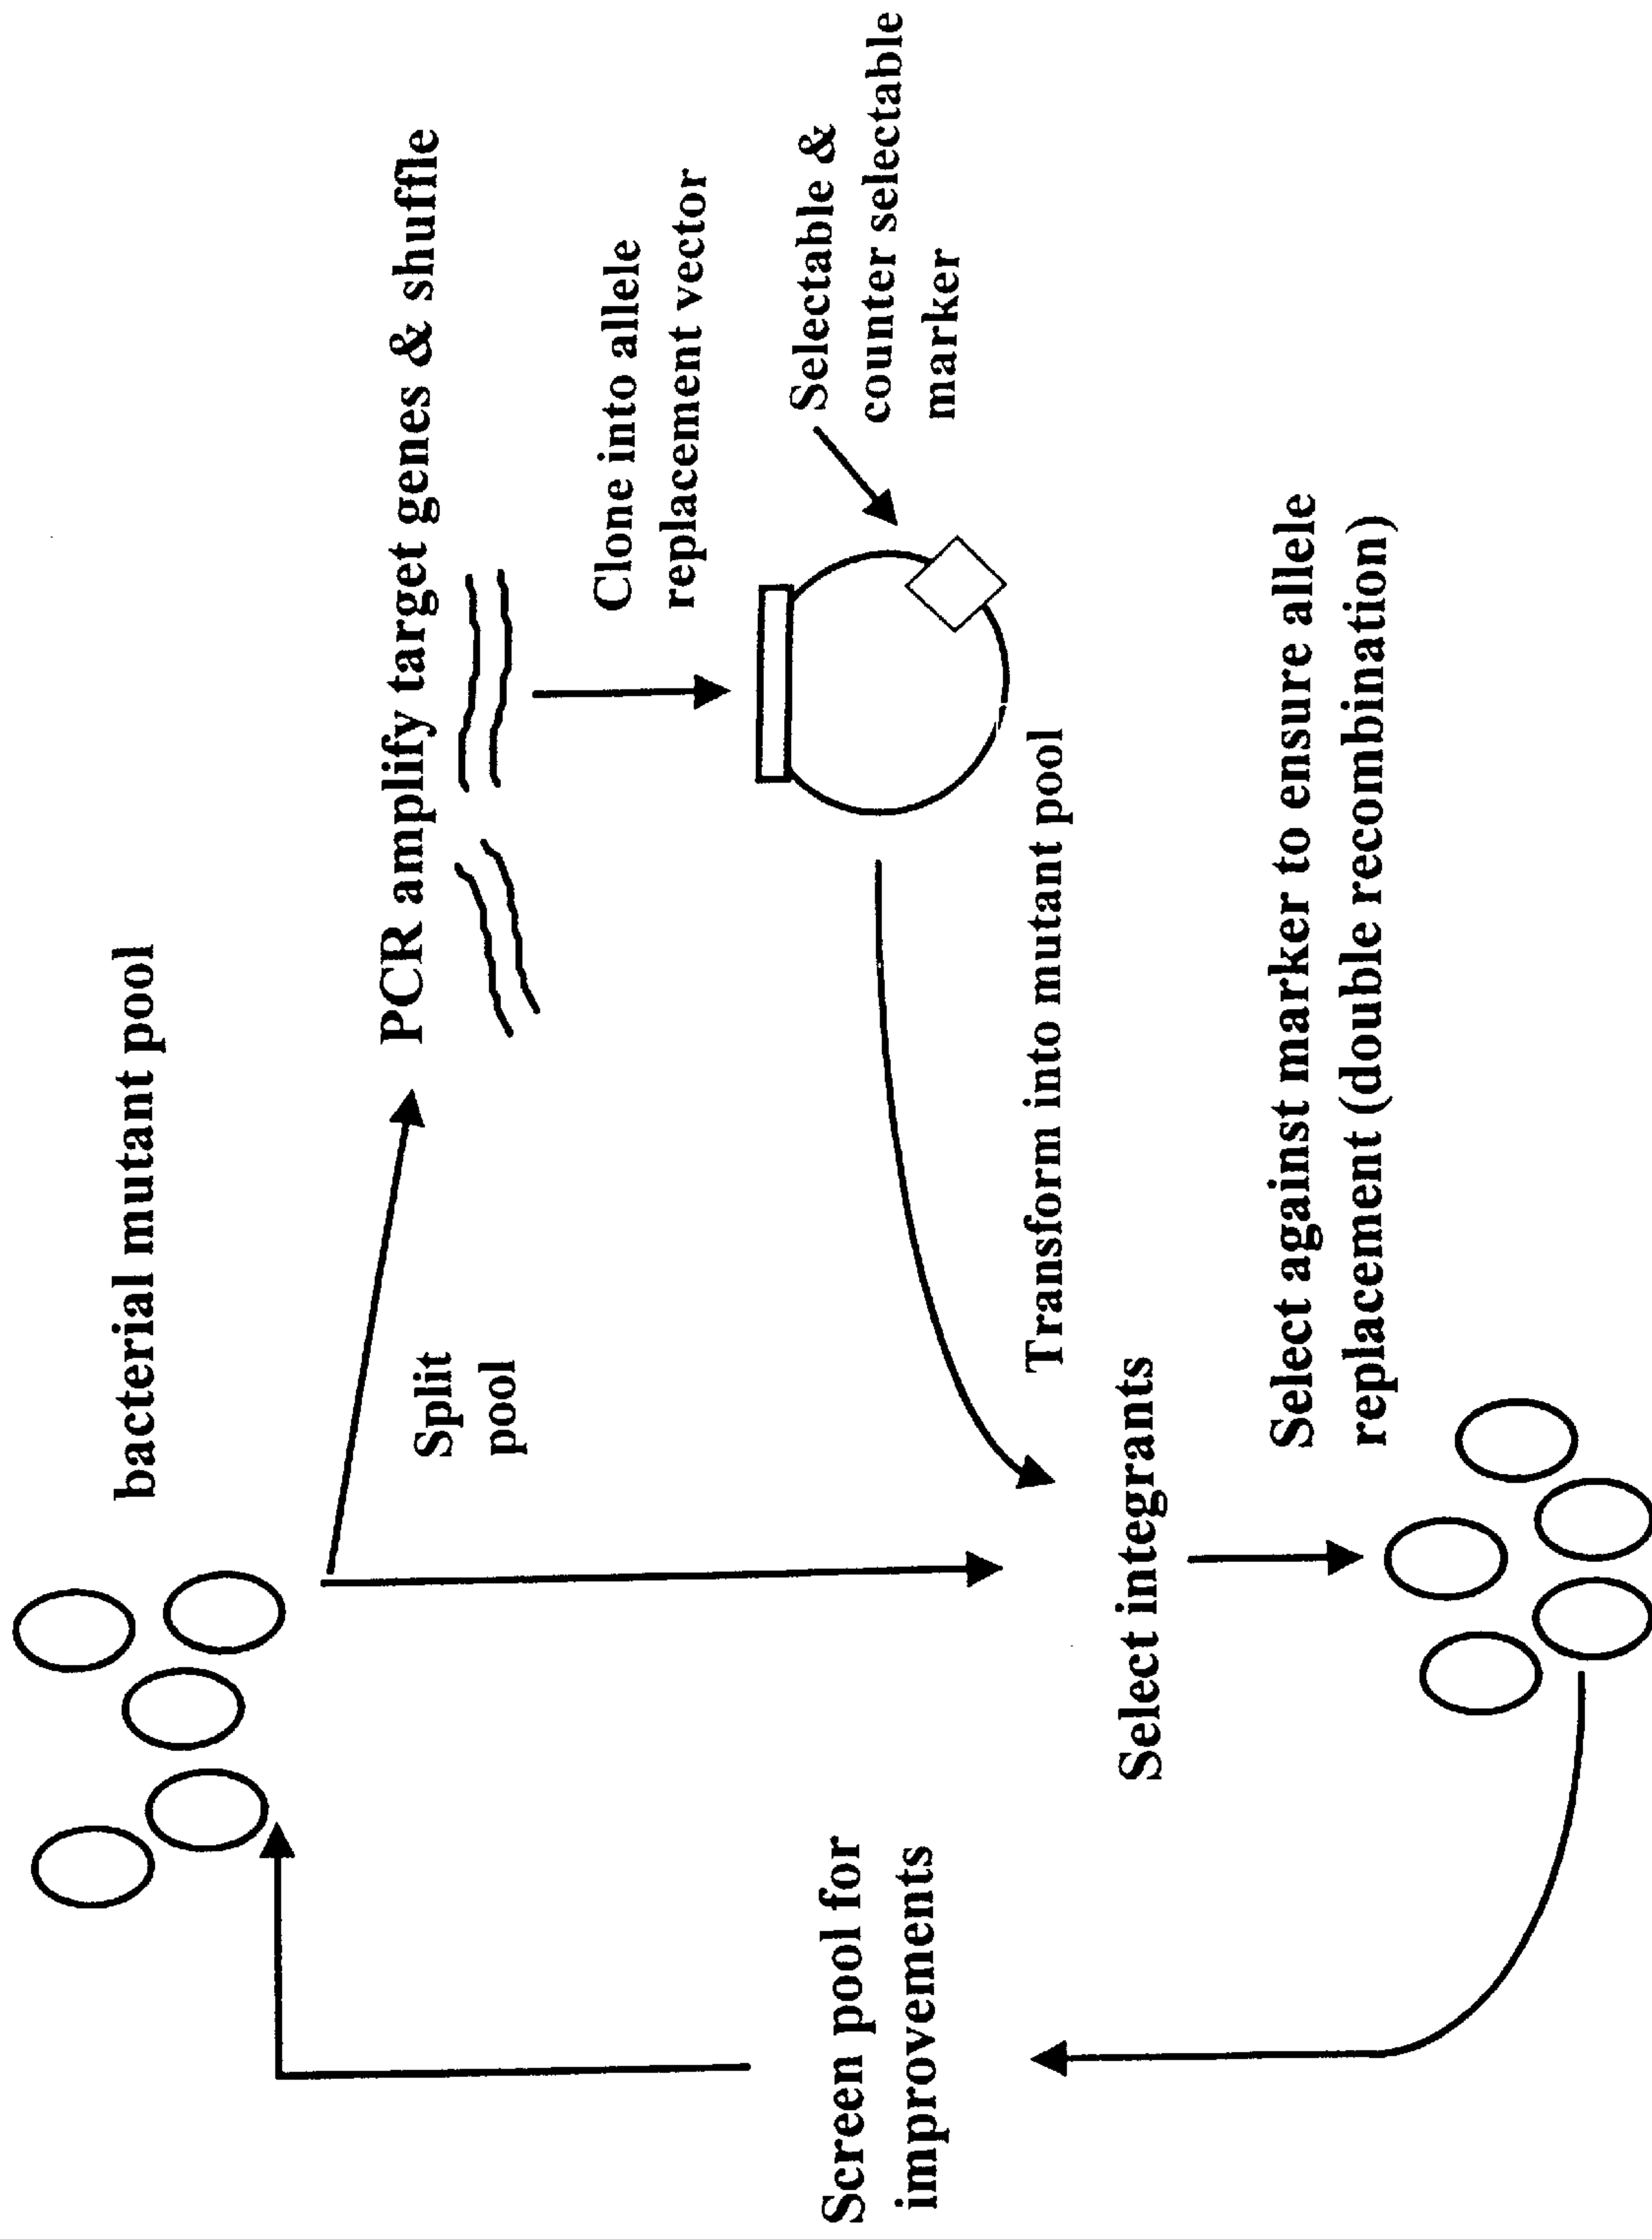 bacterial mutant pool
Split
pool
PCR amplify target genes & shuffle
Clone into allele
replacement vector
Selectable &
counter selectable
marker
Transform into mutant pool
Select integrants
Select against marker to ensure allele
replacement (double recombination)
Screen pool for
improvements